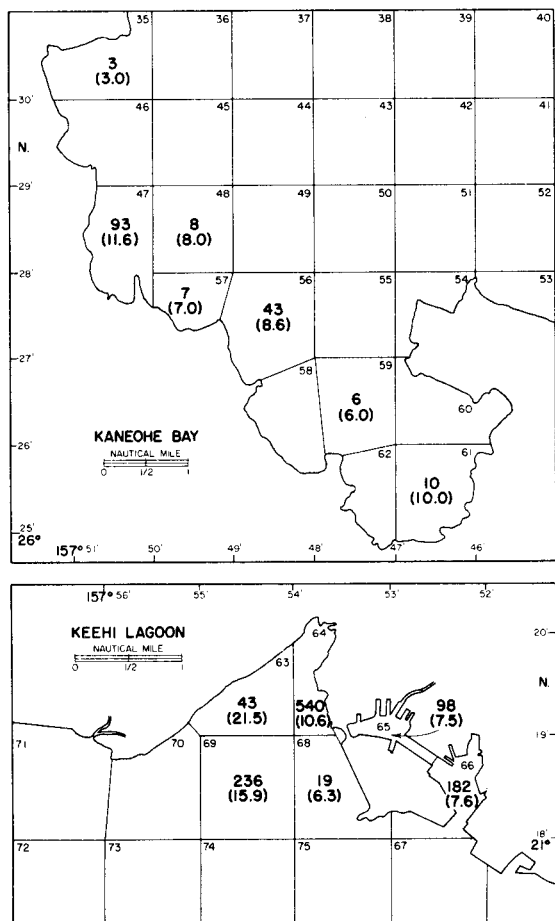 35 36 37 38 39 40
3
(3.0)
30'
46 45 44 43 42 41
N.
29'
47 48 49 50 51 52
93
(11.6)
8
(8.0)
28'
57 56 55 54 53
7
(7.0)
43
(8.6)
27'
58 59
6
(6.0)
60
26'
KANEOHE BAY
NAUTICAL MILE
0 1/2 1
62 61
10
(10.0)
25'
26°
157° 51' 50' 49' 48' 47' 46'
157° 56' 55' 54' 53' 52'
KEEHI LAGOON
NAUTICAL MILE
0 1/2 1
64
20'
63
N.
43
(21.5)
540
(10.6)
98
(7.5)
65
71 70 69 68
19'
66
236
(15.9)
19
(6.3)
182
(7.6)
18'
21°
72 73 74 75 67